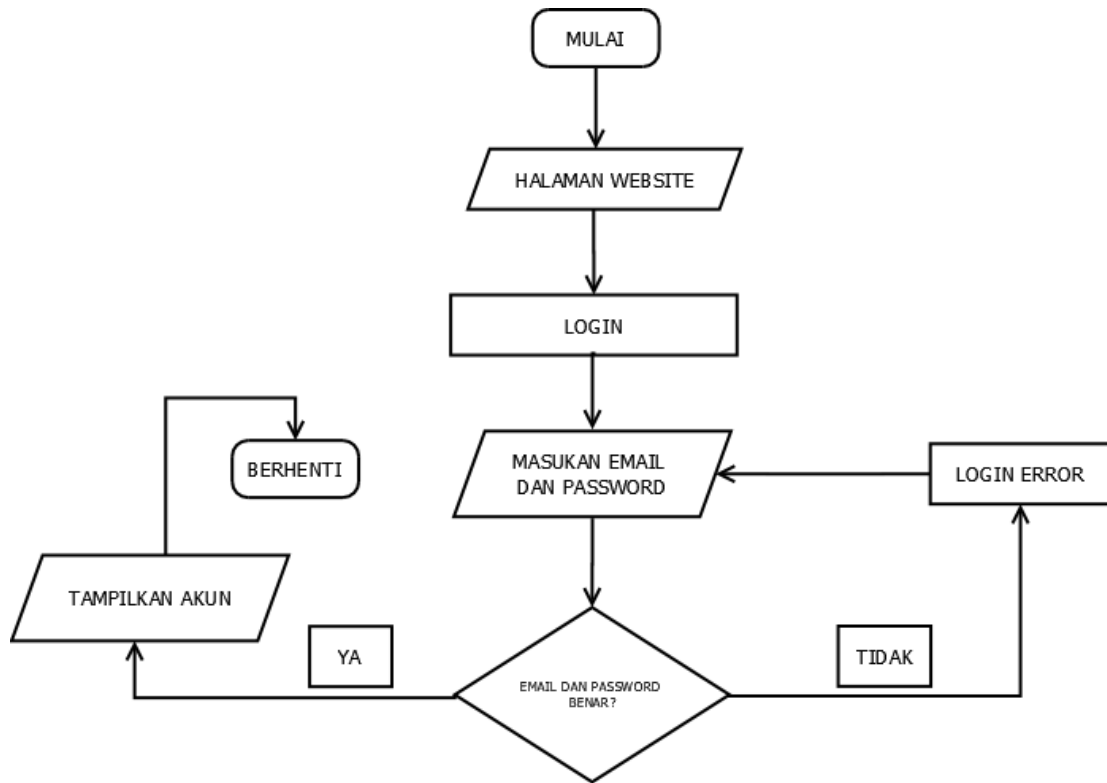 MULAI
HALAMAN WEBSITE
LOGIN
MASUKAN EMAIL
DAN PASSWORD
LOGIN ERROR
BERHENTI
TAMPILKAN AKUN
YA
TIDAK
EMAIL DAN PASSWORD
BENAR?